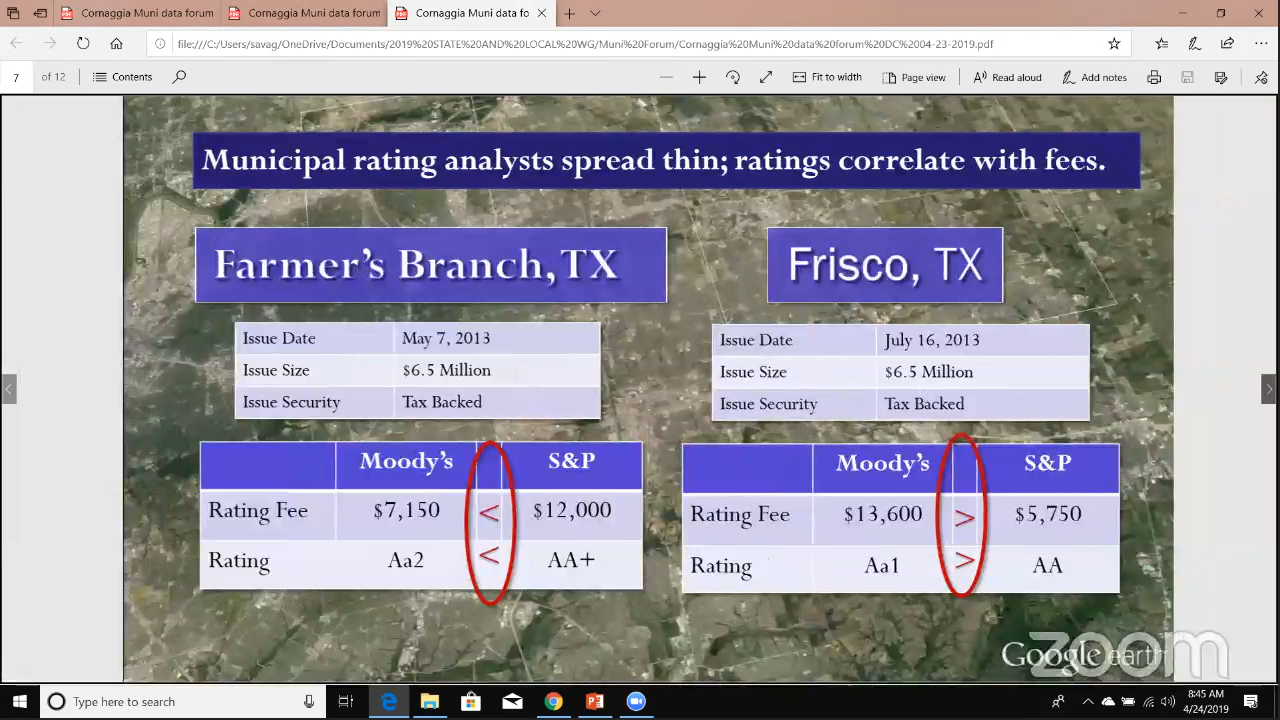 Cornaggia Muni data forum
Cornaggia Muni data forum
Cornaggia Muni data fo
file:///C:/Users/savag/OneDrive/Documents/2019%20STATE%20AND%20LOCAL%20WG/Muni%20Forum/Cornaggia%20Muni%20data%20forum%20DC%2004-23-2019.pdf
7 of 12 Contents Fit to width Page view Read aloud Add notes
Municipal rating analysts spread thin; ratings correlate with fees.
Farmer's Branch, TX
Issue Date May 7, 2013
Issue Size $6.5 Million
Issue Security Tax Backed
Moody's S&P
Rating Fee $7,150 < $12,000
Rating Aa2 < AA+
Frisco, TX
Issue Date July 16, 2013
Issue Size $6.5 Million
Issue Security Tax Backed
Moody's S&P
Rating Fee $13,600 > $5,750
Rating Aa1 > AA
Google earth
zoom
Type here to search
8:45 AM
4/24/2019